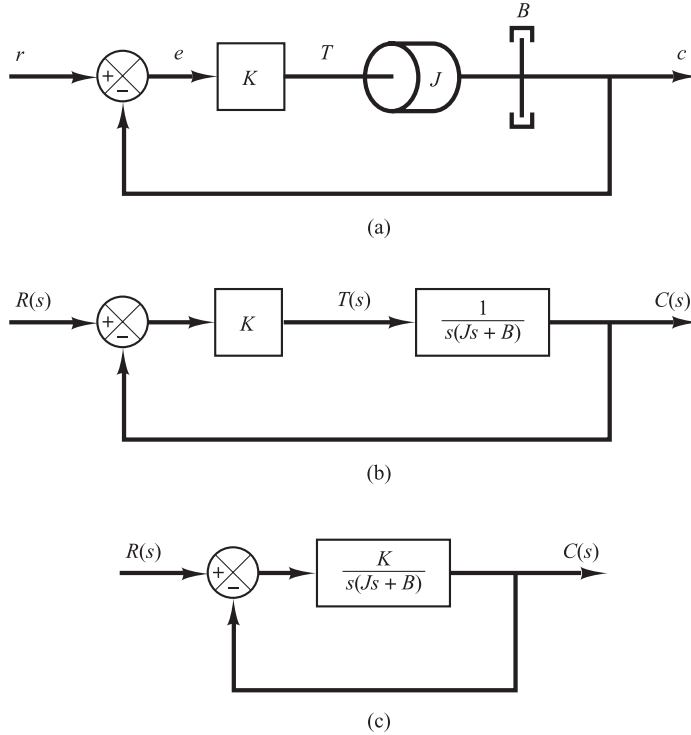 B
r e K T J c
+
−
(a)
R(s) K T(s) 1 / s(Js + B) C(s)
+
−
(b)
R(s) K / s(Js + B) C(s)
+
−
(c)